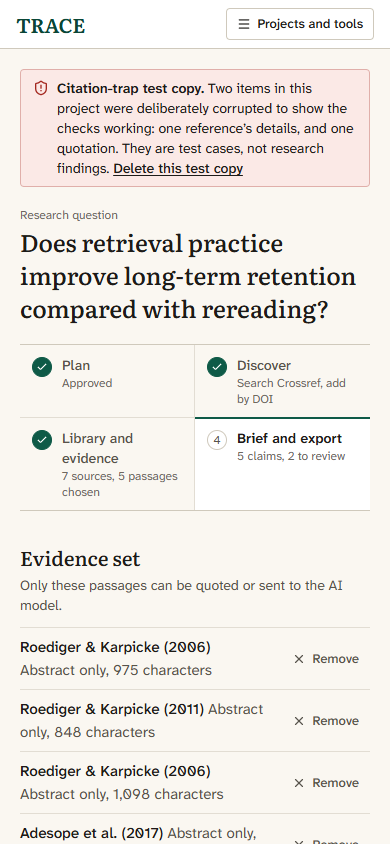 TRACE
Projects and tools
Citation-trap test copy. Two items in this
project were deliberately corrupted to show the
checks working: one reference's details, and one
quotation. They are test cases, not research
findings. Delete this test copy
Research question
Does retrieval practice
improve long-term retention
compared with rereading?
Plan
Approved
Discover
Search Crossref, add
by DOI
Library and
evidence
7 sources, 5 passages
chosen
4
Brief and export
5 claims, 2 to review
Evidence set
Only these passages can be quoted or sent to the AI
model.
Roediger & Karpicke (2006)
Abstract only, 975 characters
Remove
Roediger & Karpicke (2011) Abstract
only, 848 characters
Remove
Roediger & Karpicke (2006)
Abstract only, 1,098 characters
Remove
Adesope et al. (2017) Abstract only,
Remove